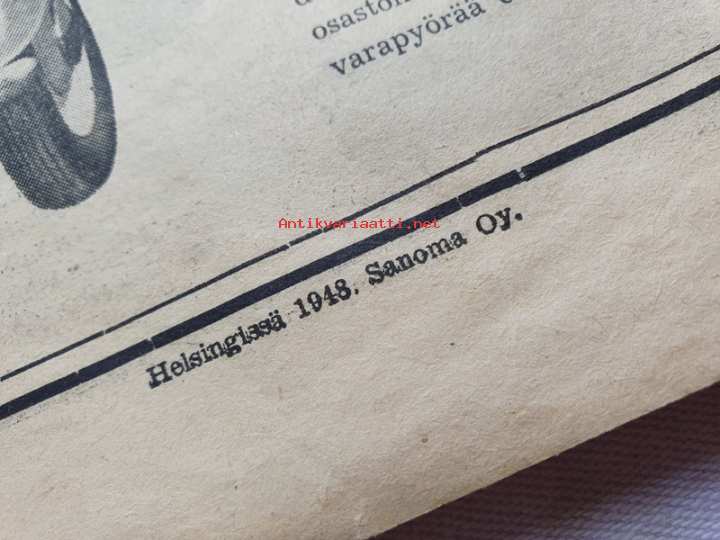 osaston
varapyörää
Antikvariaatti.net
Helsingissä 1948. Sanoma Oy.